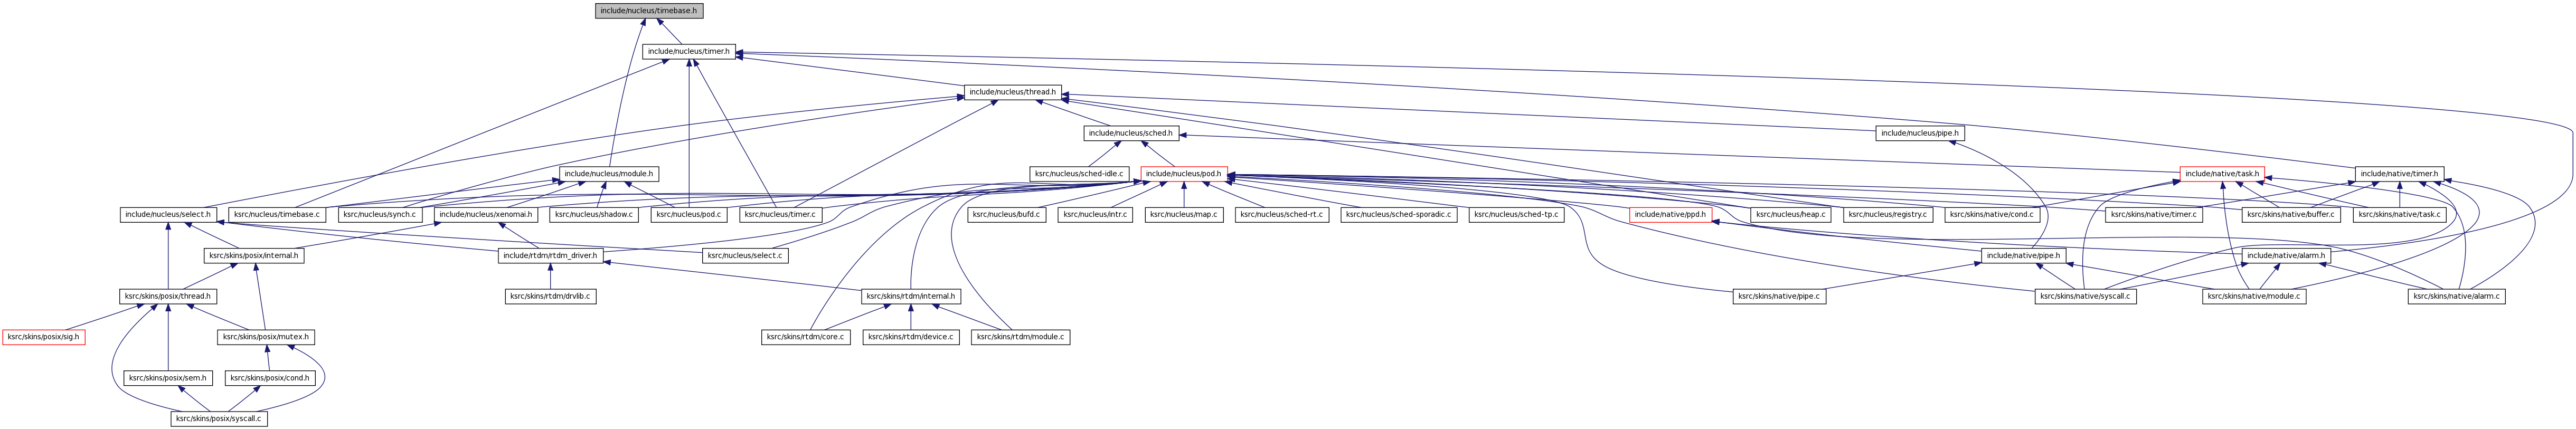 include/nucleus/timebase.h
include/nucleus/timer.h
include/nucleus/thread.h
include/nucleus/sched.h
include/nucleus/pipe.h
include/nucleus/module.h
ksrc/nucleus/sched-idle.c
include/nucleus/pod.h
include/native/task.h
include/native/timer.h
include/nucleus/select.h
ksrc/nucleus/timebase.c
ksrc/nucleus/synch.c
include/nucleus/xenomai.h
ksrc/nucleus/shadow.c
ksrc/nucleus/pod.c
ksrc/nucleus/timer.c
ksrc/nucleus/bufd.c
ksrc/nucleus/intr.c
ksrc/nucleus/map.c
ksrc/nucleus/sched-rt.c
ksrc/nucleus/sched-sporadic.c
ksrc/nucleus/sched-tp.c
include/native/ppd.h
ksrc/nucleus/heap.c
ksrc/nucleus/registry.c
ksrc/skins/native/cond.c
ksrc/skins/native/timer.c
ksrc/skins/native/buffer.c
ksrc/skins/native/task.c
ksrc/skins/posix/internal.h
include/rtdm/rtdm_driver.h
ksrc/nucleus/select.c
include/native/pipe.h
include/native/alarm.h
ksrc/skins/posix/thread.h
ksrc/skins/rtdm/drvlib.c
ksrc/skins/rtdm/internal.h
ksrc/skins/native/pipe.c
ksrc/skins/native/syscall.c
ksrc/skins/native/module.c
ksrc/skins/native/alarm.c
ksrc/skins/posix/sig.h
ksrc/skins/posix/mutex.h
ksrc/skins/rtdm/core.c
ksrc/skins/rtdm/device.c
ksrc/skins/rtdm/module.c
ksrc/skins/posix/sem.h
ksrc/skins/posix/cond.h
ksrc/skins/posix/syscall.c